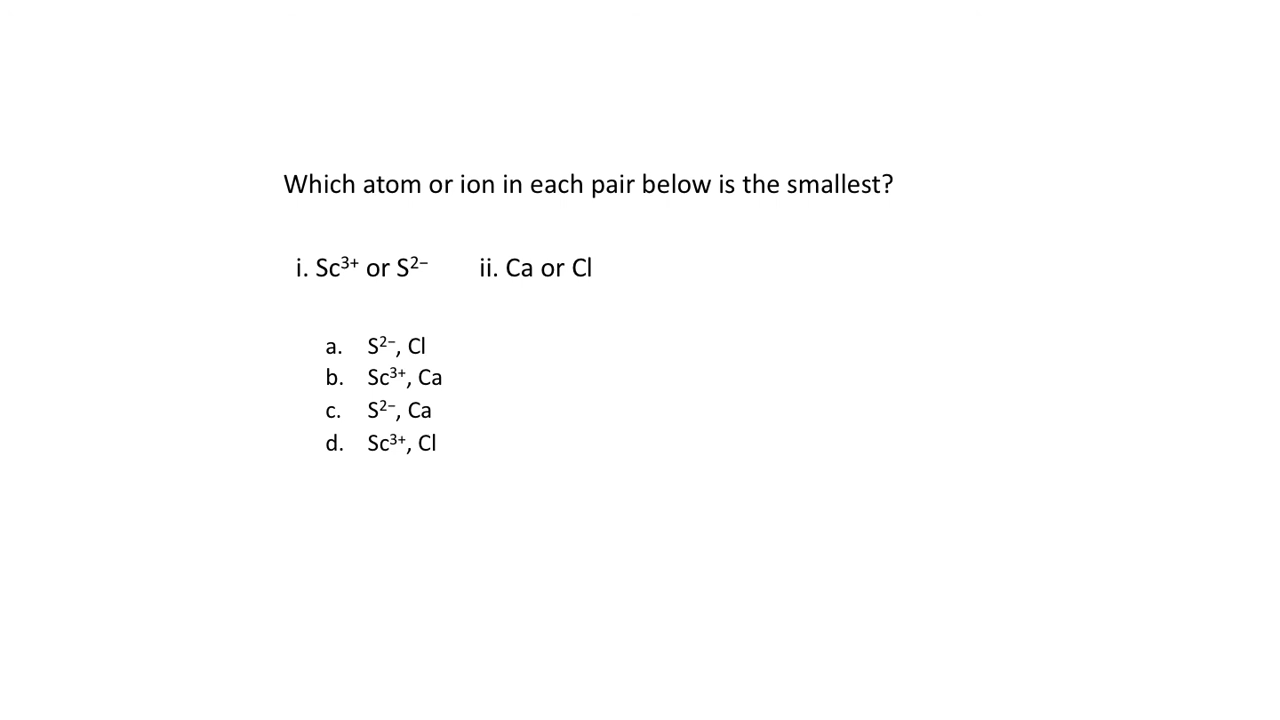 Which atom or ion in each pair below is the smallest?
i. Sc³⁺ or S²⁻ ii. Ca or Cl
a. S²⁻, Cl
b. Sc³⁺, Ca
c. S²⁻, Ca
d. Sc³⁺, Cl